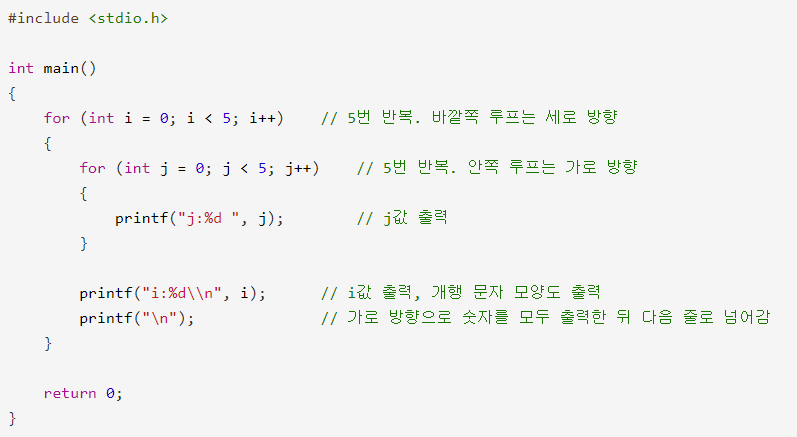 #include <stdio.h>

int main()
{
    for (int i = 0; i < 5; i++)    // 5번 반복. 바깥쪽 루프는 세로 방향
    {
        for (int j = 0; j < 5; j++)    // 5번 반복. 안쪽 루프는 가로 방향
        {
            printf("j:%d ", j);        // j값 출력
        }

        printf("i:%d\\n", i);      // i값 출력, 개행 문자 모양도 출력
        printf("\n");              // 가로 방향으로 숫자를 모두 출력한 뒤 다음 줄로 넘어감
    }

    return 0;
}